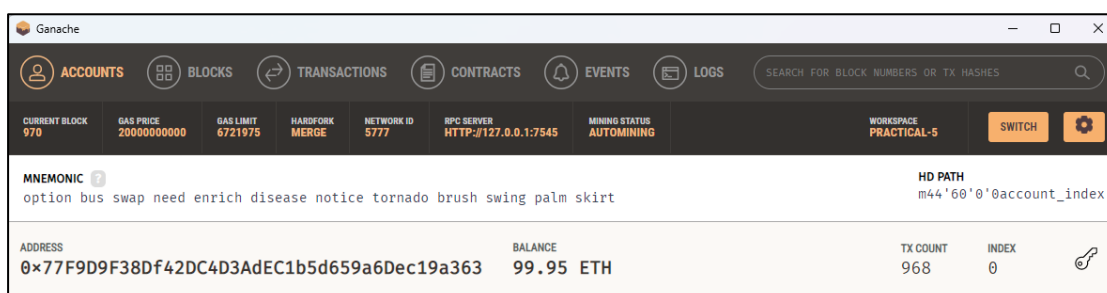 Ganache
ACCOUNTS BLOCKS TRANSACTIONS CONTRACTS EVENTS LOGS SEARCH FOR BLOCK NUMBERS OR TX HASHES
CURRENT BLOCK GAS PRICE GAS LIMIT HARDFORK NETWORK ID RPC SERVER MINING STATUS WORKSPACE
970 20000000000 6721975 MERGE 5777 HTTP://127.0.0.1:7545 AUTOMINING PRACTICAL-5 SWITCH
MNEMONIC ? HD PATH
option bus swap need enrich disease notice tornado brush swing palm skirt m44'60'0'0account_index
ADDRESS BALANCE TX COUNT INDEX
0×77F9D9F38Df42DC4D3AdEC1b5d659a6Dec19a363 99.95 ETH 968 0